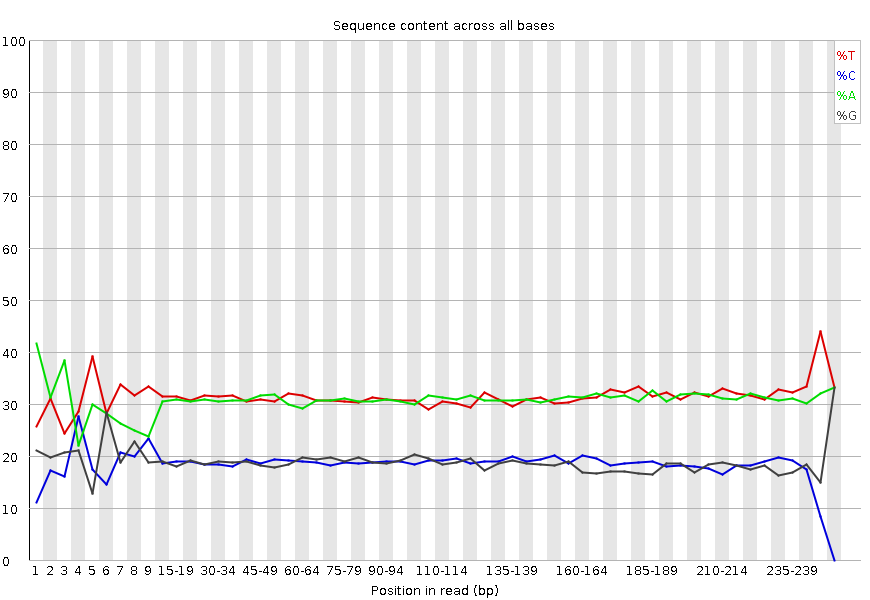 Sequence content across all bases
100
90
80
70
60
50
40
30
20
10
0
%T
%C
%A
%G
1 2 3 4 5 6 7 8 9 15-19 30-34 45-49 60-64 75-79 90-94 110-114 135-139 160-164 185-189 210-214 235-239
Position in read (bp)